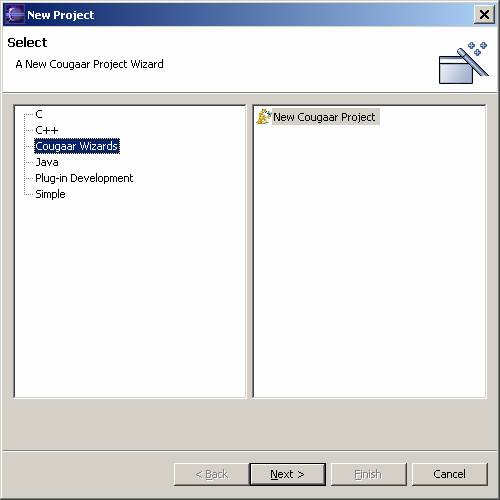 New Project
Select
A New Cougaar Project Wizard
C
C++
Cougaar Wizards
Java
Plug-in Development
Simple
New Cougaar Project
< Back
Next >
Finish
Cancel